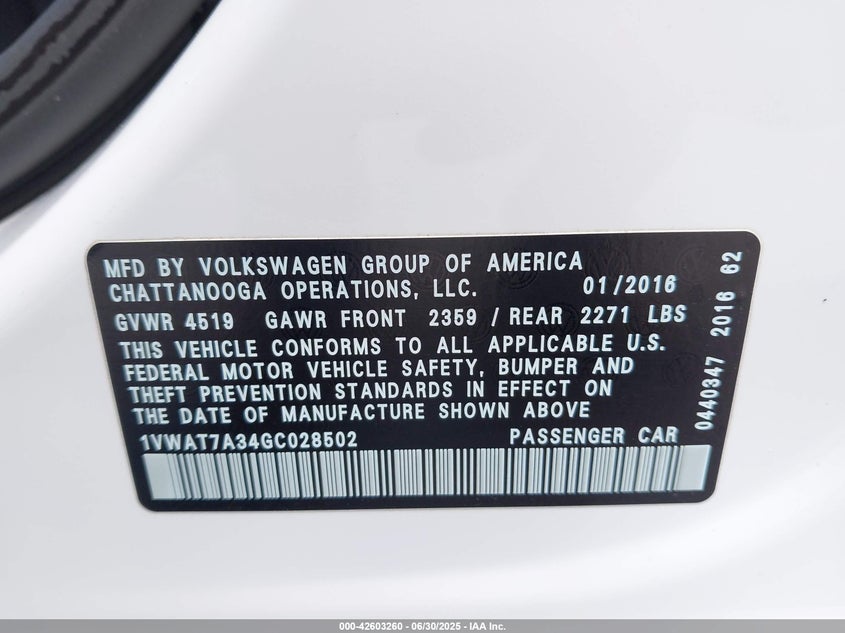 MFD BY VOLKSWAGEN GROUP OF AMERICA
CHATTANOOGA OPERATIONS, LLC. 01/2016
GVWR 4519 GAWR FRONT 2359 / REAR 2271 LBS
THIS VEHICLE CONFORMS TO ALL APPLICABLE U.S.
FEDERAL MOTOR VEHICLE SAFETY, BUMPER AND
THEFT PREVENTION STANDARDS IN EFFECT ON
THE DATE OF MANUFACTURE SHOWN ABOVE
1VWAT7A34GC028502 PASSENGER CAR
0440347 2016 62
000-42603260 - 06/30/2025 - IAA Inc.